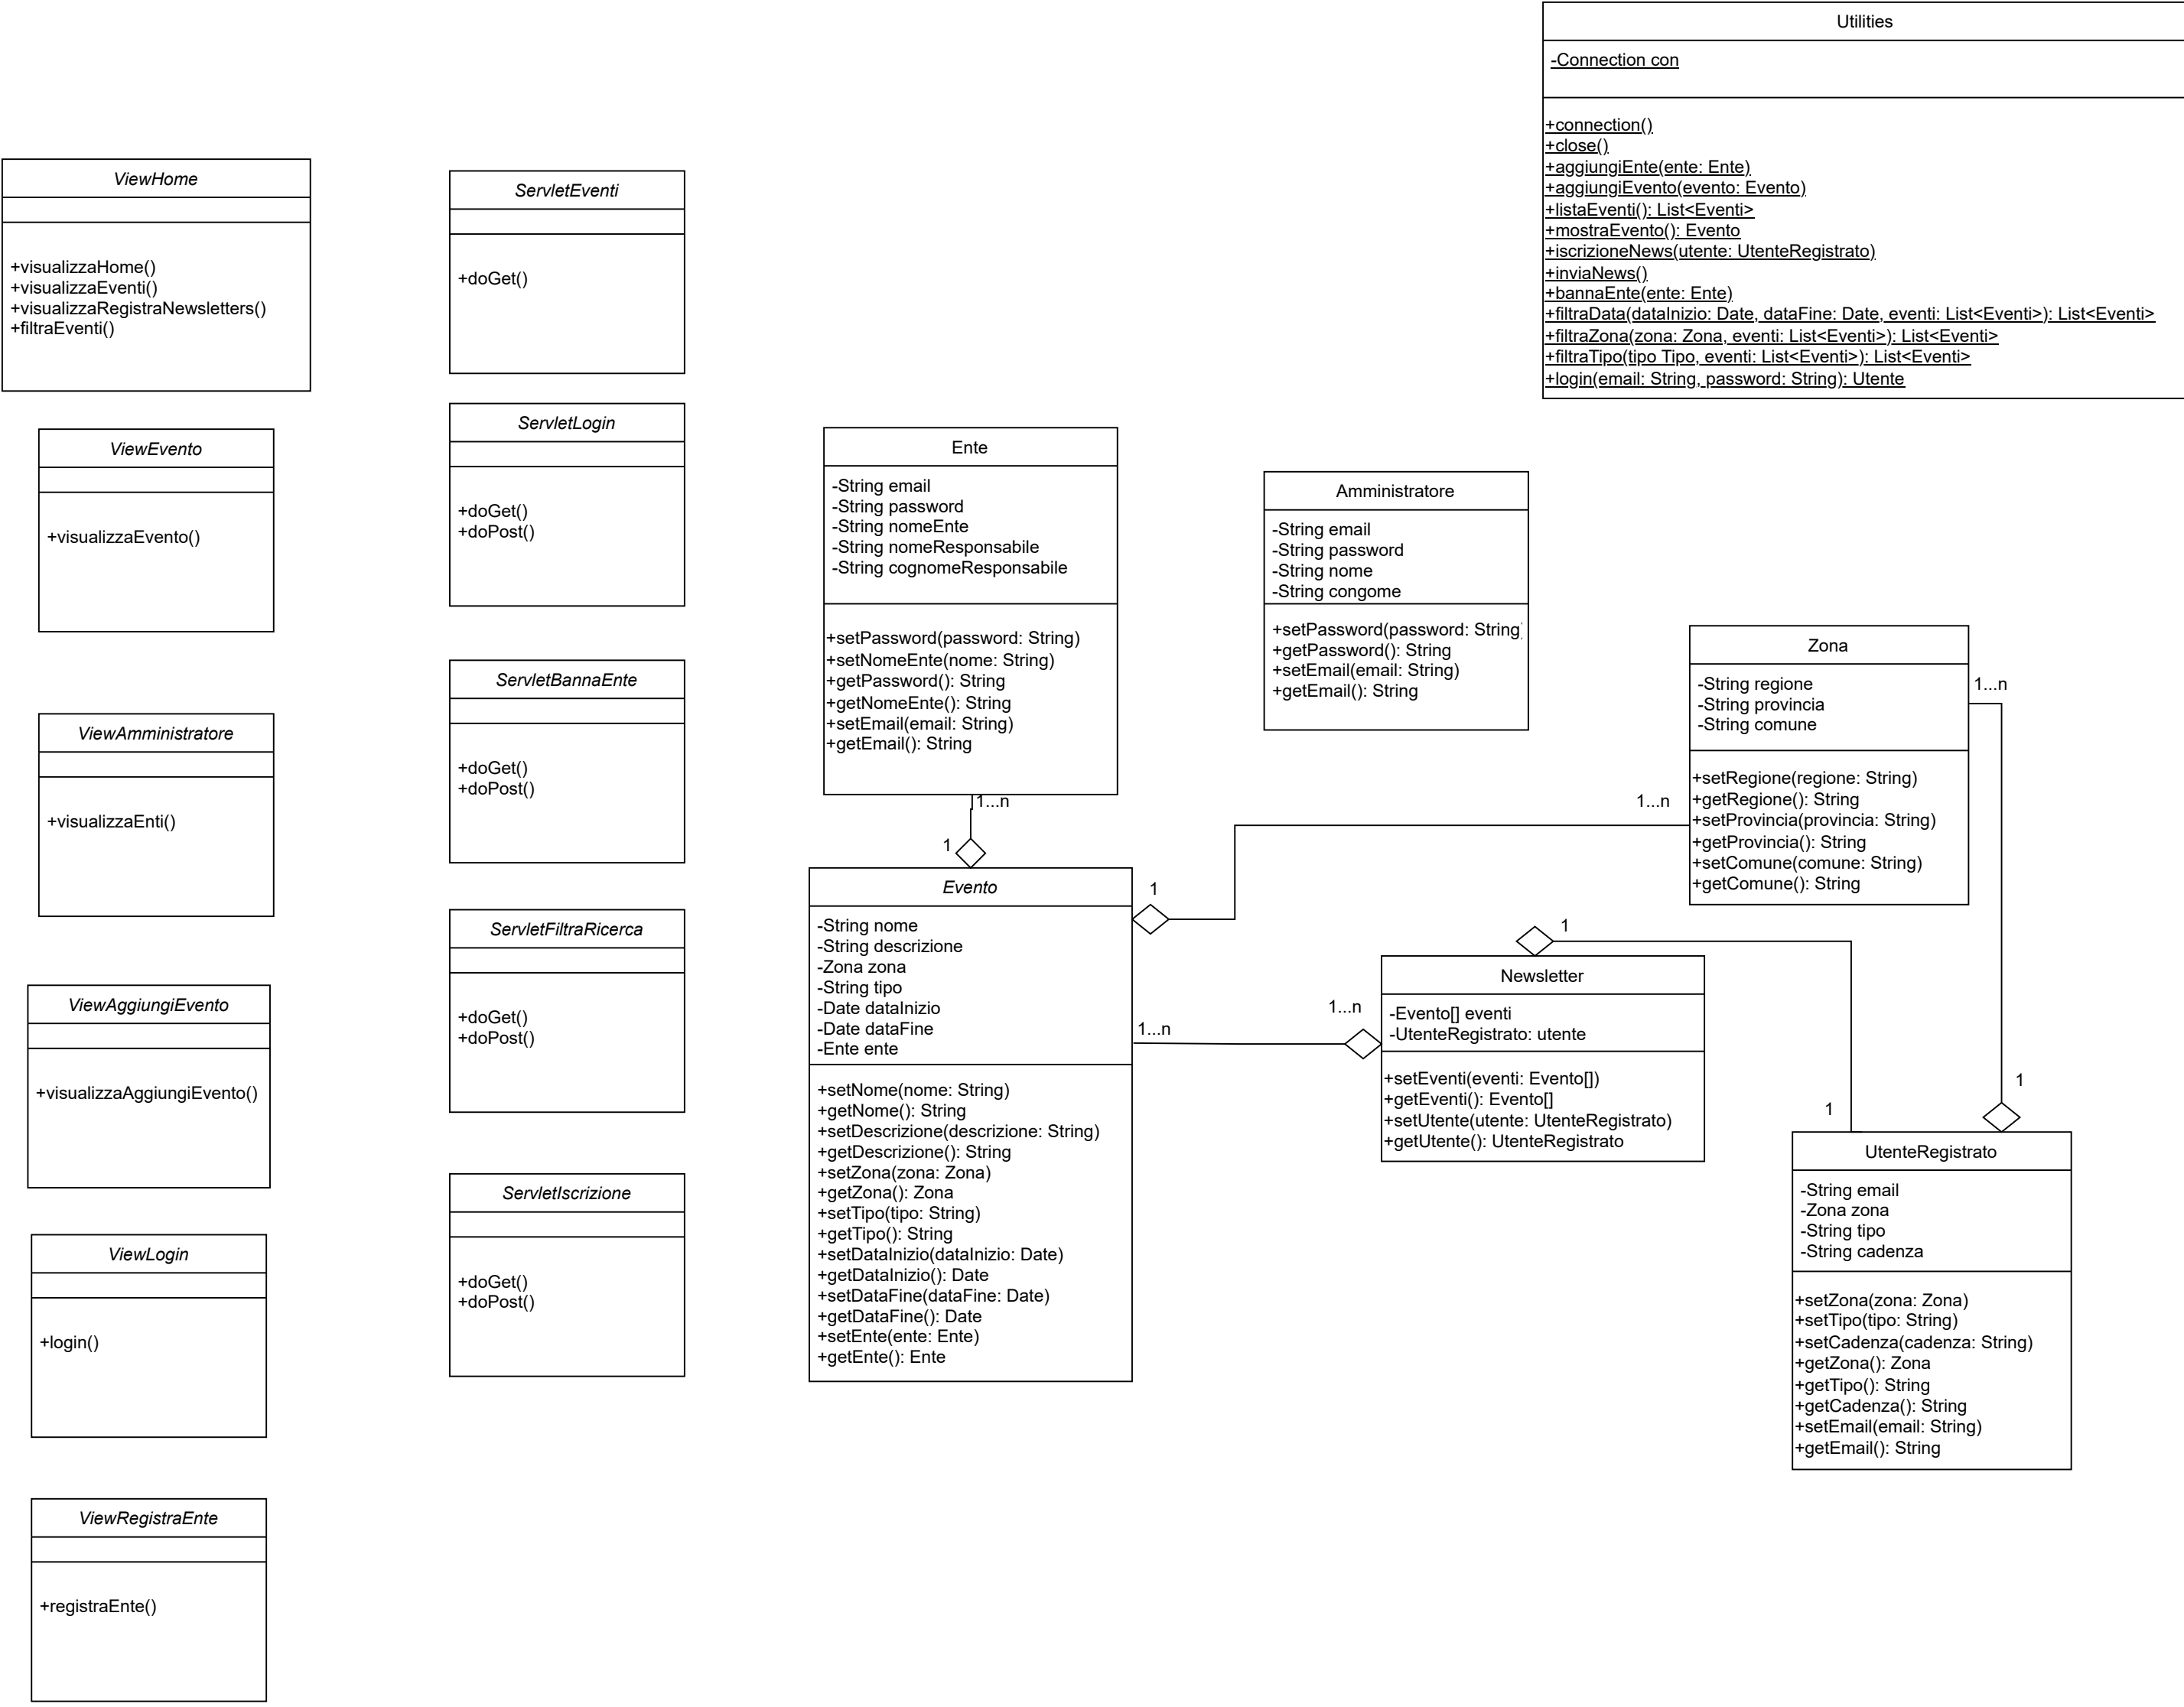 Utilities
-Connection con
+connection()
+close()
+aggiungiEnte(ente: Ente)
+aggiungiEvento(evento: Evento)
+listaEventi(): List<Eventi>
+mostraEvento(): Evento
+iscrizioneNews(utente: UtenteRegistrato)
+inviaNews()
+bannaEnte(ente: Ente)
+filtraData(dataInizio: Date, dataFine: Date, eventi: List<Eventi>): List<Eventi>
+filtraZona(zona: Zona, eventi: List<Eventi>): List<Eventi>
+filtraTipo(tipo Tipo, eventi: List<Eventi>): List<Eventi>
+login(email: String, password: String): Utente
ViewHome
+visualizzaHome()
+visualizzaEventi()
+visualizzaRegistraNewsletters()
+filtraEventi()
ViewEvento
+visualizzaEvento()
ViewAmministratore
+visualizzaEnti()
ViewAggiungiEvento
+visualizzaAggiungiEvento()
ViewLogin
+login()
ViewRegistraEnte
+registraEnte()
ServletEventi
+doGet()
ServletLogin
+doGet()
+doPost()
ServletBannaEnte
+doGet()
+doPost()
ServletFiltraRicerca
+doGet()
+doPost()
ServletIscrizione
+doGet()
+doPost()
Ente
-String email
-String password
-String nomeEnte
-String nomeResponsabile
-String cognomeResponsabile
+setPassword(password: String)
+setNomeEnte(nome: String)
+getPassword(): String
+getNomeEnte(): String
+setEmail(email: String)
+getEmail(): String
1...n
1
Evento
-String nome
-String descrizione
-Zona zona
-String tipo
-Date dataInizio
-Date dataFine
-Ente ente
+setNome(nome: String)
+getNome(): String
+setDescrizione(descrizione: String)
+getDescrizione(): String
+setZona(zona: Zona)
+getZona(): Zona
+setTipo(tipo: String)
+getTipo(): String
+setDataInizio(dataInizio: Date)
+getDataInizio(): Date
+setDataFine(dataFine: Date)
+getDataFine(): Date
+setEnte(ente: Ente)
+getEnte(): Ente
1
1...n
1...n
1...n
Amministratore
-String email
-String password
-String nome
-String congome
+setPassword(password: String)
+getPassword(): String
+setEmail(email: String)
+getEmail(): String
Zona
-String regione
-String provincia
-String comune
+setRegione(regione: String)
+getRegione(): String
+setProvincia(provincia: String)
+getProvincia(): String
+setComune(comune: String)
+getComune(): String
1...n
1
Newsletter
-Evento[] eventi
-UtenteRegistrato: utente
+setEventi(eventi: Evento[])
+getEventi(): Evento[]
+setUtente(utente: UtenteRegistrato)
+getUtente(): UtenteRegistrato
1
1
UtenteRegistrato
-String email
-Zona zona
-String tipo
-String cadenza
+setZona(zona: Zona)
+setTipo(tipo: String)
+setCadenza(cadenza: String)
+getZona(): Zona
+getTipo(): String
+getCadenza(): String
+setEmail(email: String)
+getEmail(): String